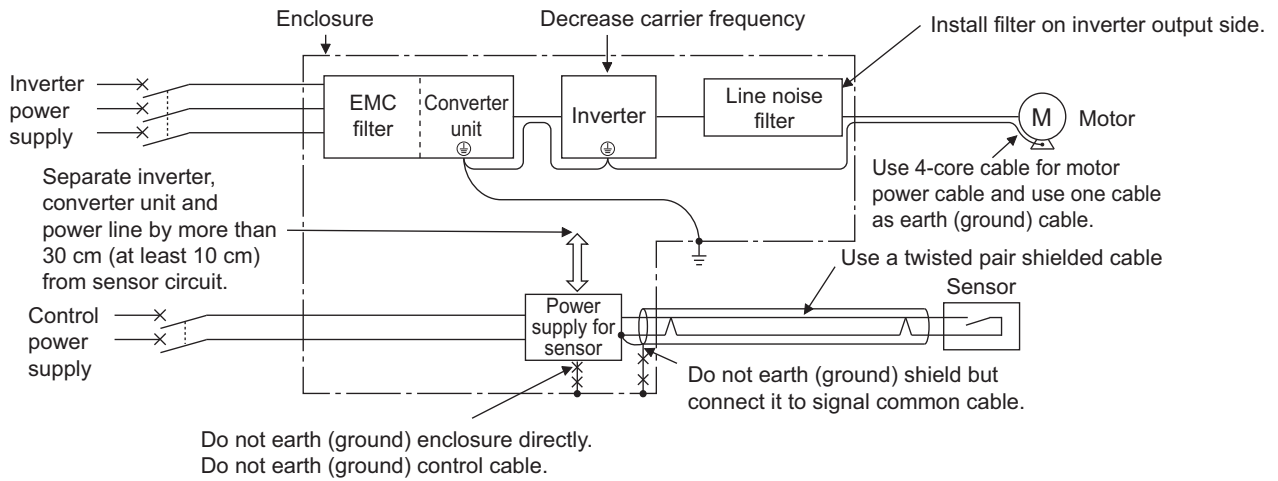 Enclosure
Decrease carrier frequency
Install filter on inverter output side.
Inverter
power
supply
EMC
filter
Converter
unit
Inverter
Line noise
filter
M
Motor
Use 4-core cable for motor
power cable and use one cable
as earth (ground) cable.
Separate inverter,
converter unit and
power line by more than
30 cm (at least 10 cm)
from sensor circuit.
Use a twisted pair shielded cable
Sensor
Control
power
supply
Power
supply for
sensor
Do not earth (ground) shield but
connect it to signal common cable.
Do not earth (ground) enclosure directly.
Do not earth (ground) control cable.